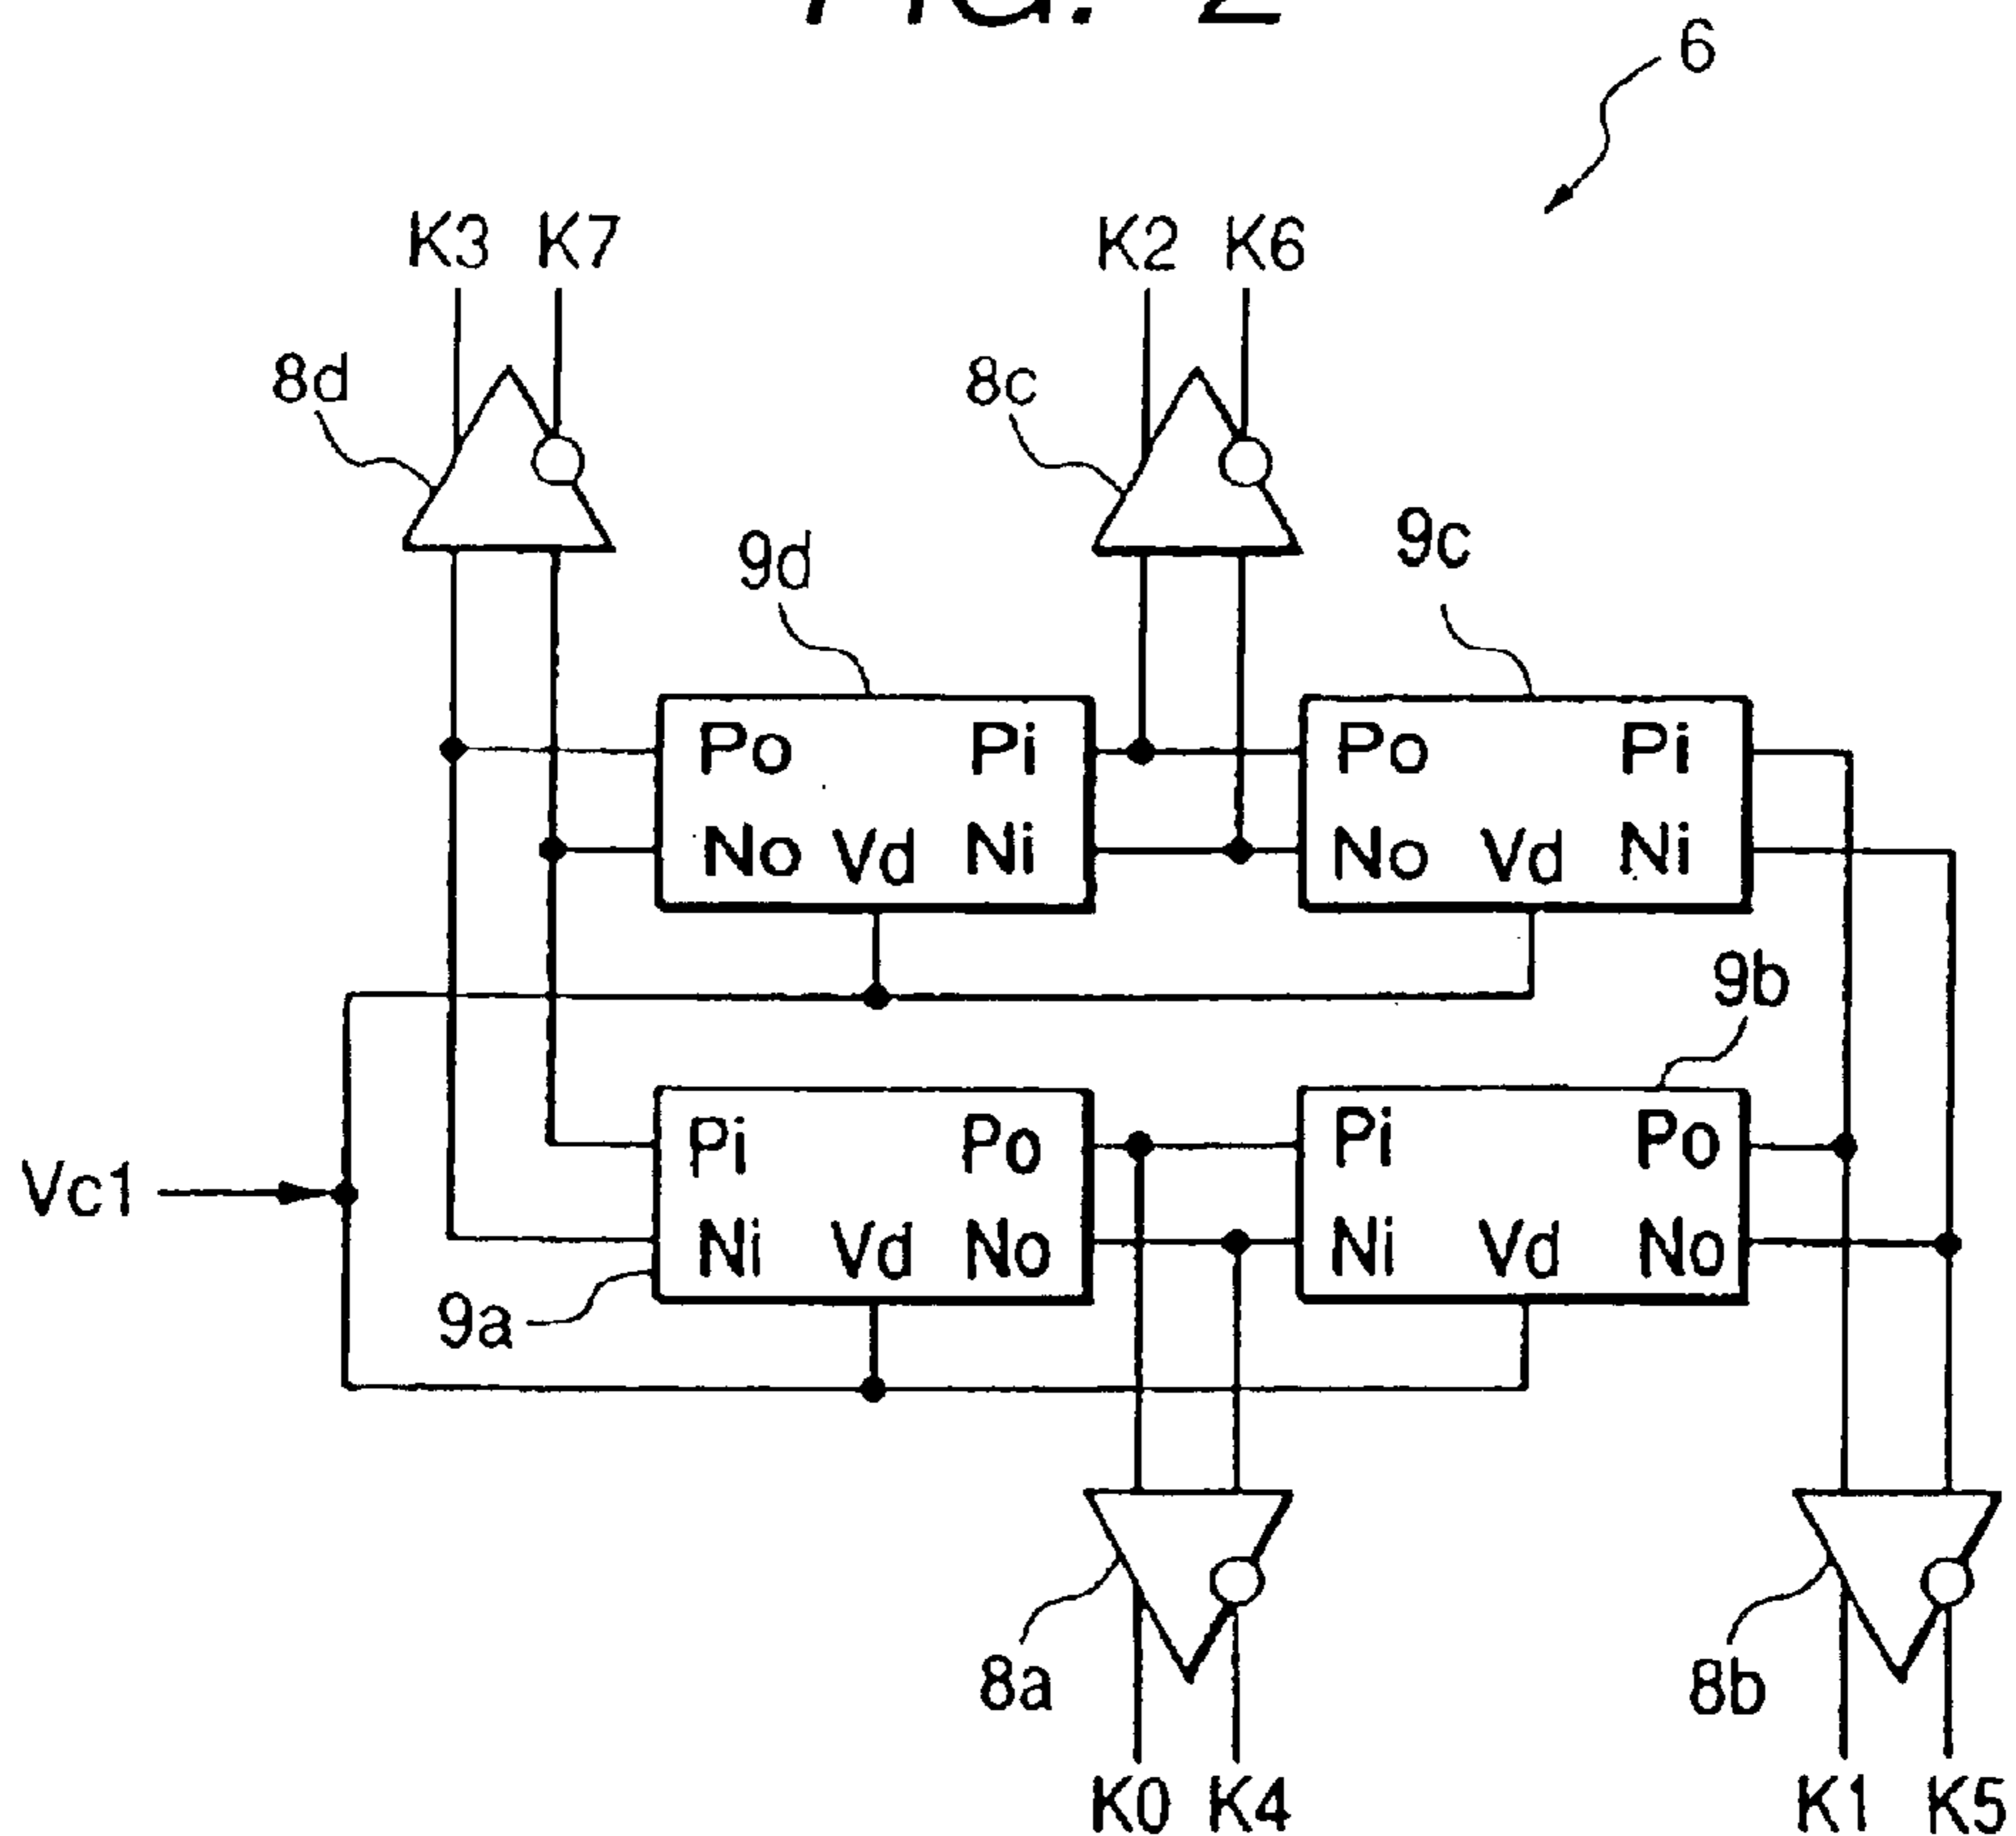 FIG. 2
6
K3 K7 K2 K6
8d 8c
9d 9c
Po Pi Po Pi
No Vd Ni No Vd Ni
9b
Pi Po Pi Po
Vc1
Ni Vd No Ni Vd No
9a
8a 8b
K0 K4 K1 K5